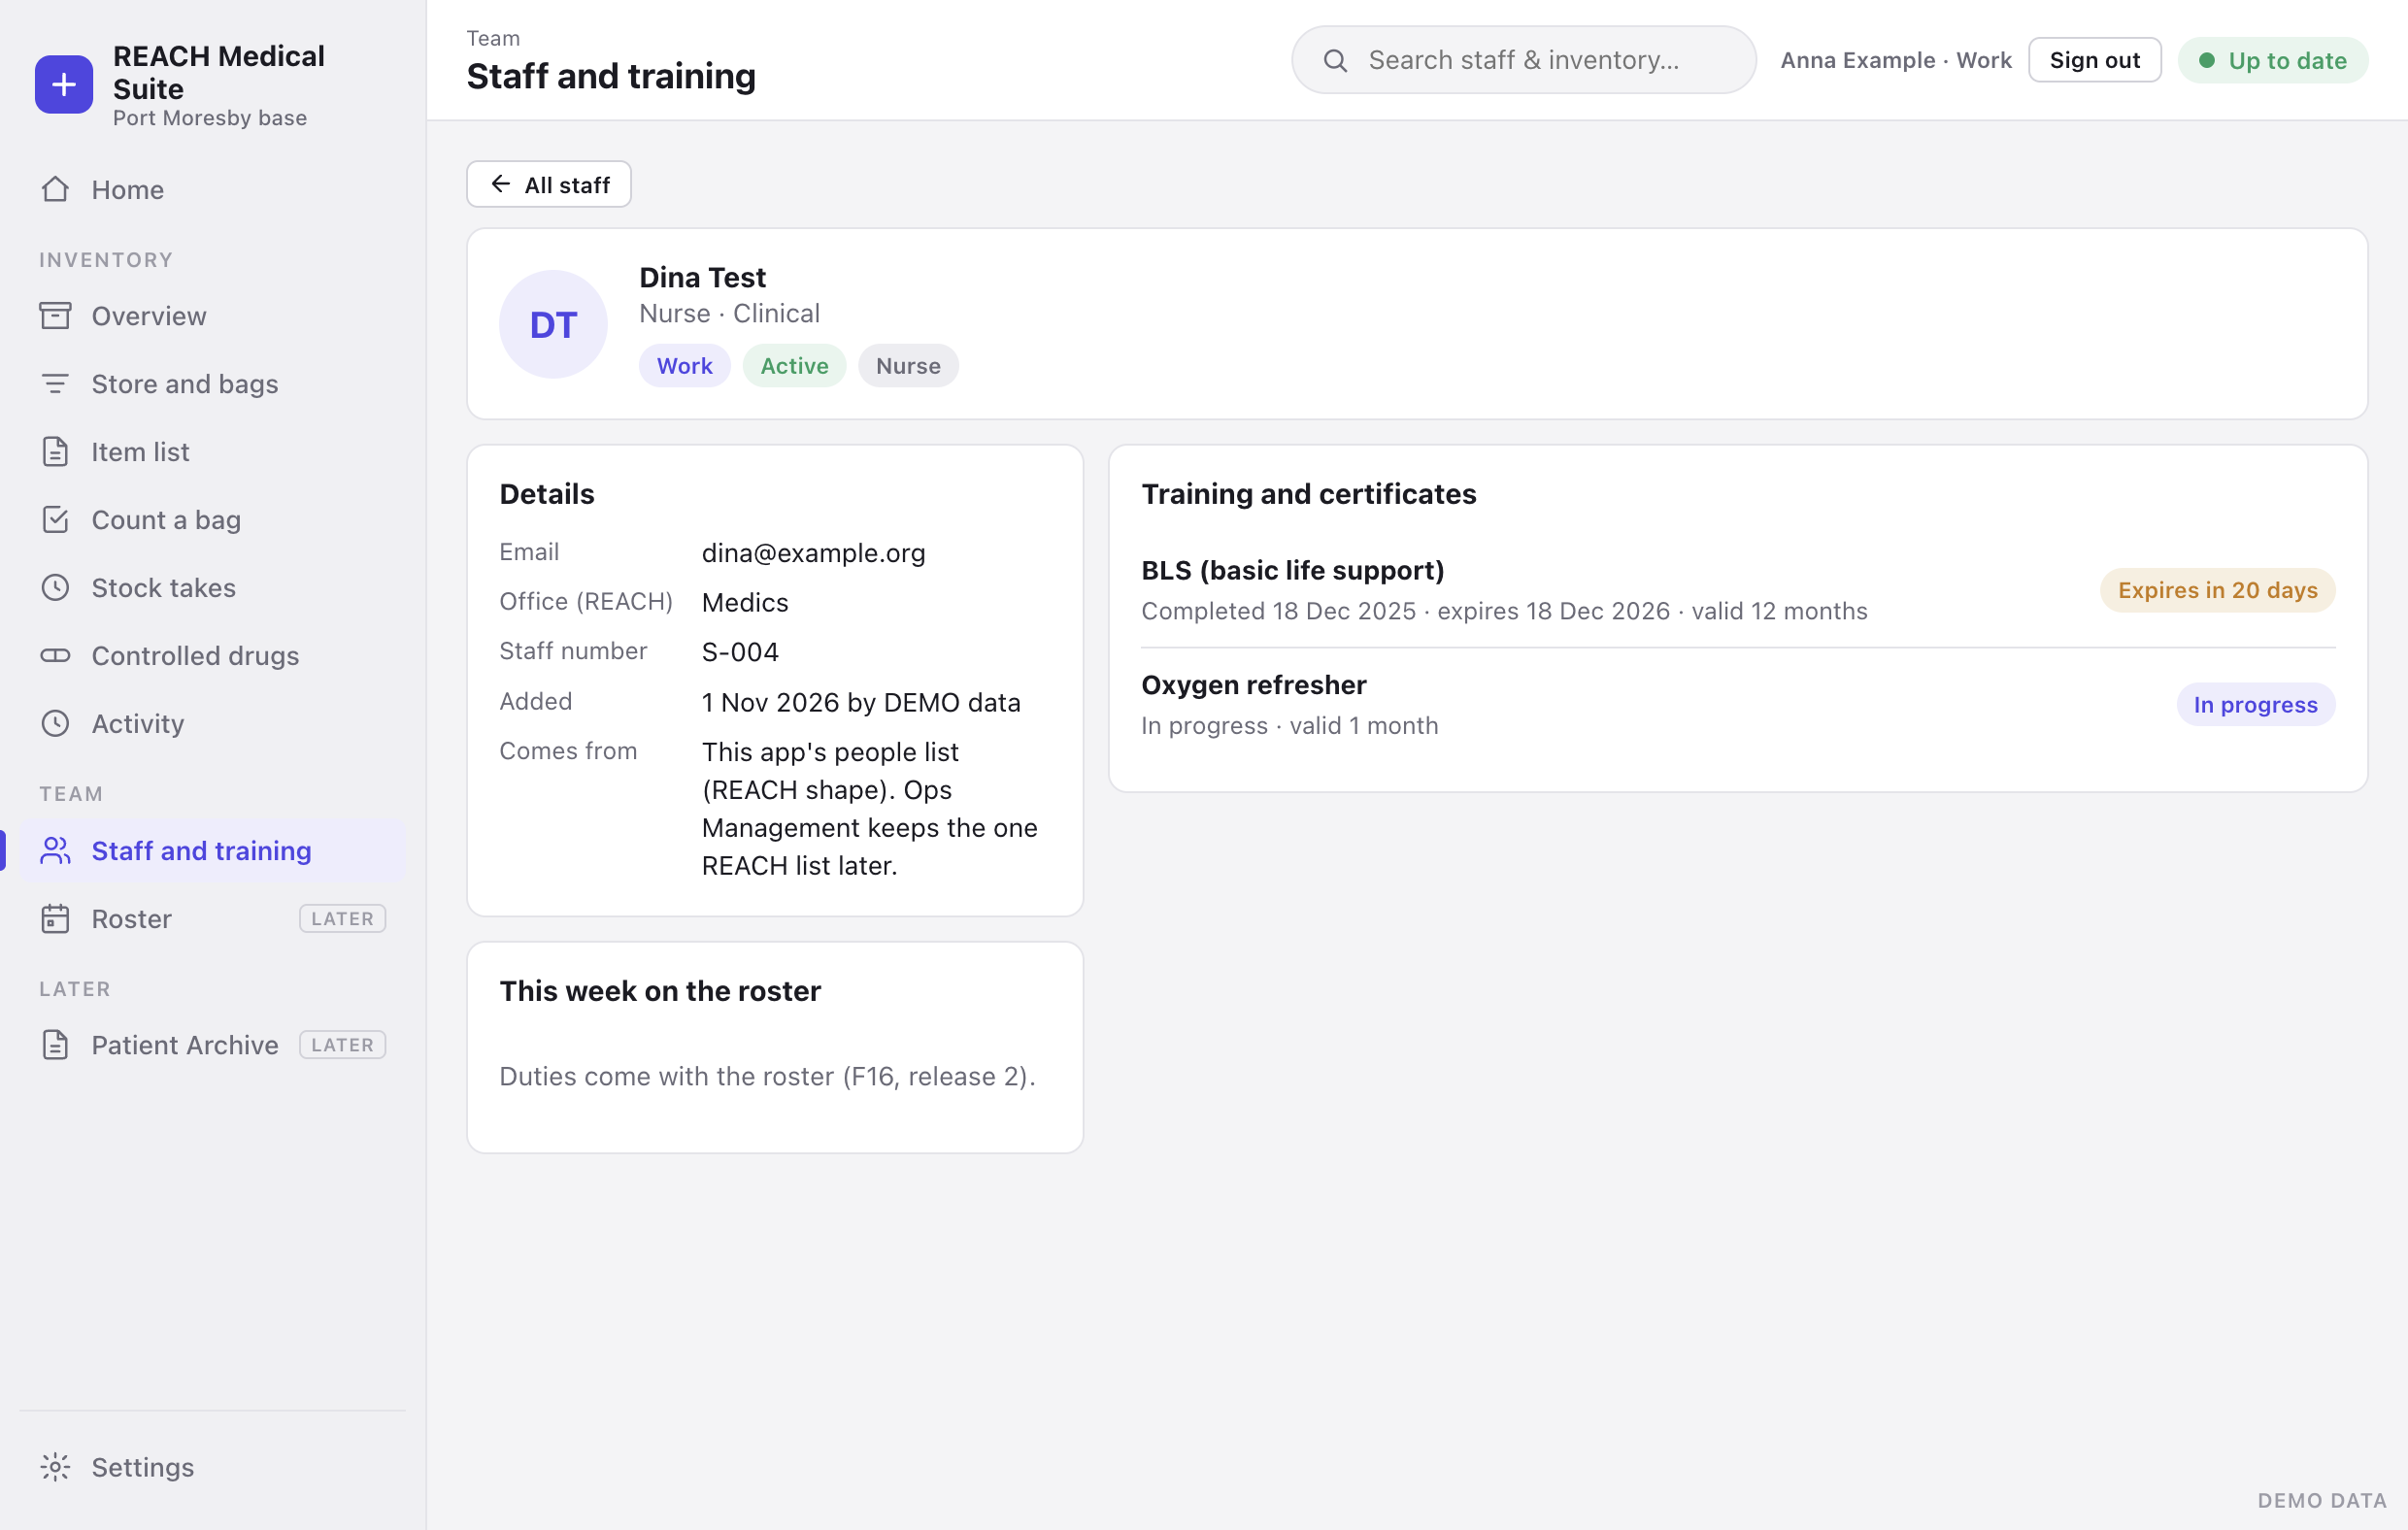 REACH Medical
Suite
Port Moresby base
Home
INVENTORY
Overview
Store and bags
Item list
Count a bag
Stock takes
Controlled drugs
Activity
TEAM
Staff and training
Roster LATER
LATER
Patient Archive LATER
Settings
Team
Staff and training
Search staff & inventory...
Anna Example · Work
Sign out
Up to date
All staff
DT
Dina Test
Nurse · Clinical
Work Active Nurse
Details
Email dina@example.org
Office (REACH) Medics
Staff number S-004
Added 1 Nov 2026 by DEMO data
Comes from This app's people list
(REACH shape). Ops
Management keeps the one
REACH list later.
This week on the roster
Duties come with the roster (F16, release 2).
Training and certificates
BLS (basic life support)
Completed 18 Dec 2025 · expires 18 Dec 2026 · valid 12 months
Expires in 20 days
Oxygen refresher
In progress · valid 1 month
In progress
DEMO DATA